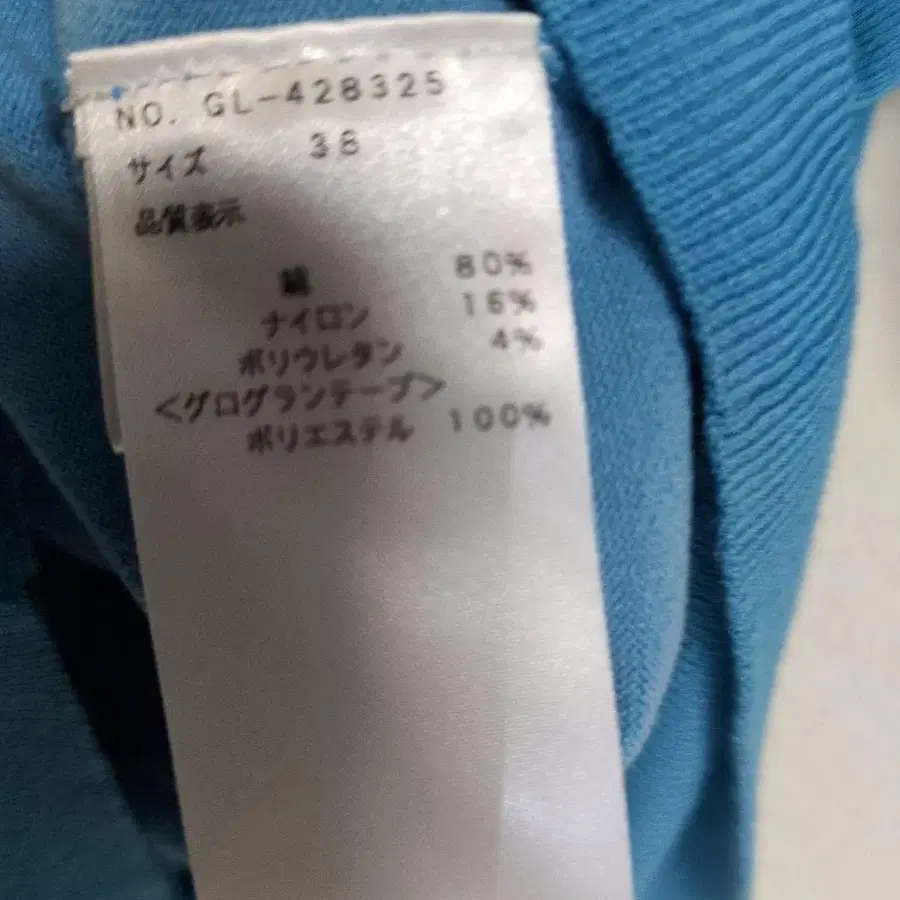 NO. GL-428325
サイズ 38
品質表示
綿 80%
ナイロン 16%
ポリウレタン 4%
<グログランテープ>
ポリエステル 100%